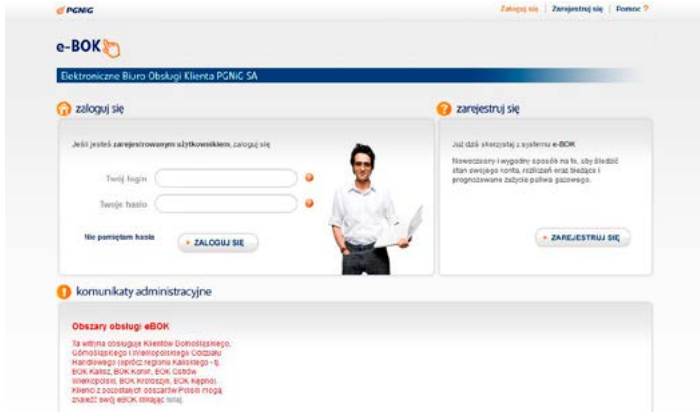 PGNiG
Zaloguj się
Zarejestruj się
Pomoc ?
e-BOK
Elektroniczne Biuro Obsługi Klienta PGNiG SA
zaloguj się
? zarejestruj się
Jeśli jesteś zarejestrowanym użytkownikiem, zaloguj się
Twój login
Twoje hasło
Nie pamiętam hasła
ZALOGUJ SIĘ
Już dziś skorzystaj z systemu e-BOK
Nowoczesny i wygodny sposób na to, aby śledzić
stan swojego konta, rozliczeń oraz bieżące i
prognozowane zużycie paliwa gazowego.
ZAREJESTRUJ SIĘ
! komunikaty administracyjne
Obszary obsługi eBOK
Ta witryna obsługuje Klientów Dolnośląskiego,
Górnośląskiego i Wielkopolskiego Oddziału
Handlowego (oprócz regionu Kaliskiego - tj.
BOK Kalisz, BOK Konin, BOK Ostrów
Wielkopolski, BOK Krotoszyn, BOK Kępno).
Klienci z pozostałych obszarów Polski mogą
znaleźć swój eBOK klikając tutaj.